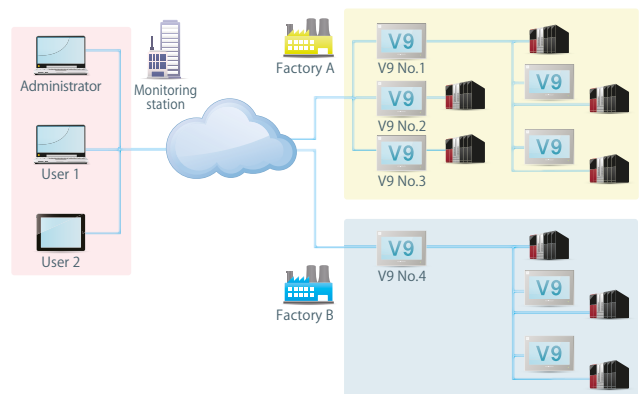 Administrator
User 1
User 2
Monitoring
station
Factory A
V9
V9 No.1
V9
V9 No.2
V9
V9 No.3
V9
V9
Factory B
V9
V9 No.4
V9
V9